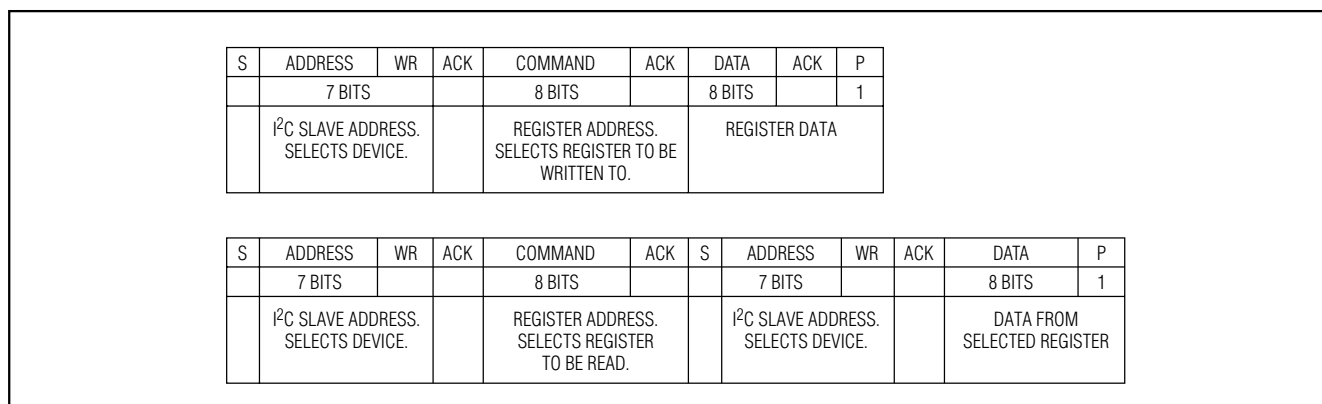 S ADDRESS WR ACK COMMAND ACK DATA ACK P
7 BITS 8 BITS 8 BITS 1
I2C SLAVE ADDRESS. REGISTER ADDRESS. REGISTER DATA
SELECTS DEVICE. SELECTS REGISTER TO BE
WRITTEN TO.
S ADDRESS WR ACK COMMAND ACK S ADDRESS WR ACK DATA P
7 BITS 8 BITS 7 BITS 8 BITS 1
I2C SLAVE ADDRESS. REGISTER ADDRESS. I2C SLAVE ADDRESS. DATA FROM
SELECTS DEVICE. SELECTS REGISTER SELECTS DEVICE. SELECTED REGISTER
TO BE READ.